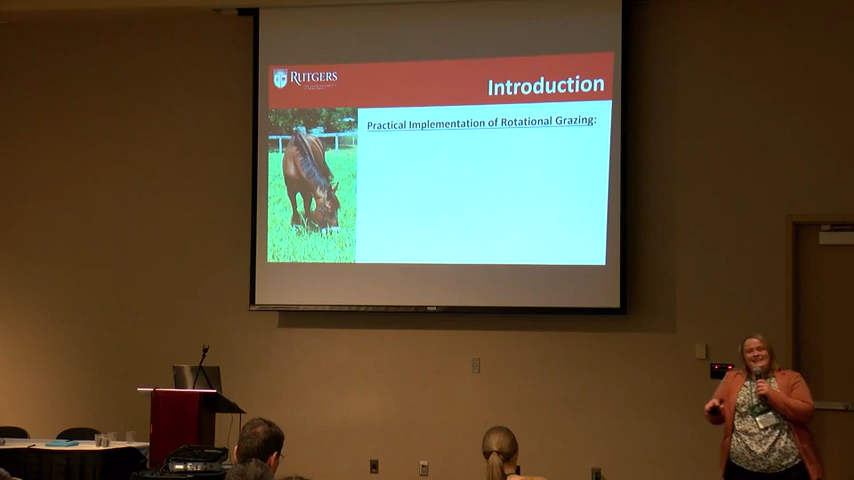 RUTGERS
Introduction
Practical Implementation of Rotational Grazing: